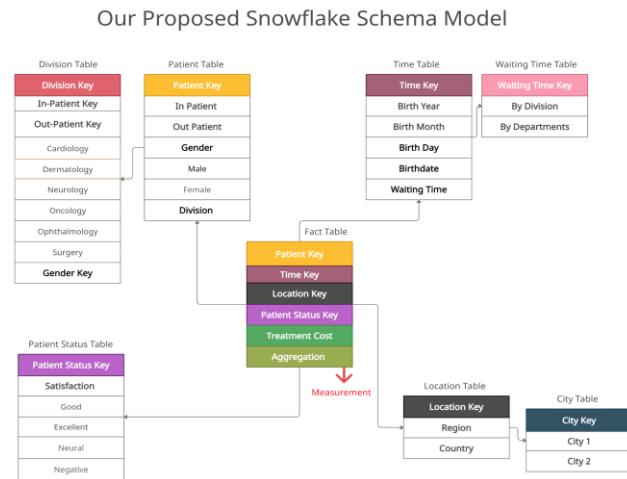 Our Proposed Snowflake Schema Model
Division Table
Division Key
In-Patient Key
Out-Patient Key
Cardiology
Dermatology
Neurology
Oncology
Ophthalmology
Surgery
Gender Key
Patient Table
Patient Key
In Patient
Out Patient
Gender
Male
Female
Division
Time Table
Time Key
Birth Year
Birth Month
Birth Day
Birthdate
Waiting Time
Waiting Time Table
Waiting Time Key
By Division
By Departments
Fact Table
Patient Key
Time Key
Location Key
Patient Status Key
Treatment Cost
Aggregation
Measurement
Patient Status Table
Patient Status Key
Satisfaction
Good
Excellent
Neural
Negative
Location Table
Location Key
Region
Country
City Table
City Key
City 1
City 2